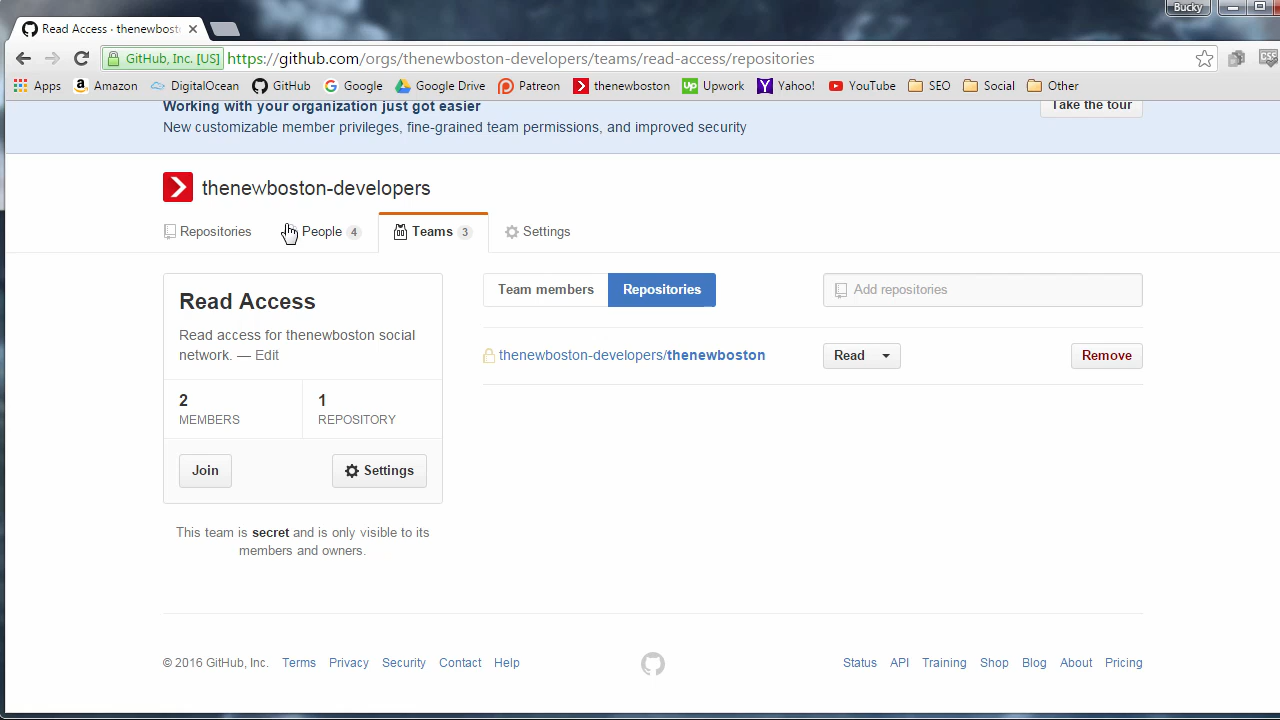 Bucky
Read Access · thenewbost
GitHub, Inc. [US] https://github.com/orgs/thenewboston-developers/teams/read-access/repositories
Apps Amazon DigitalOcean GitHub Google Google Drive Patreon thenewboston Upwork Yahoo! YouTube SEO Social Other
Working with your organization just got easier
Take the tour
New customizable member privileges, fine-grained team permissions, and improved security
thenewboston-developers
Repositories People 4 Teams 3 Settings
Read Access
Read access for thenewboston social
network. — Edit
2
MEMBERS
1
REPOSITORY
Join Settings
This team is secret and is only visible to its
members and owners.
Team members Repositories Add repositories
thenewboston-developers/thenewboston Read Remove
© 2016 GitHub, Inc. Terms Privacy Security Contact Help Status API Training Shop Blog About Pricing